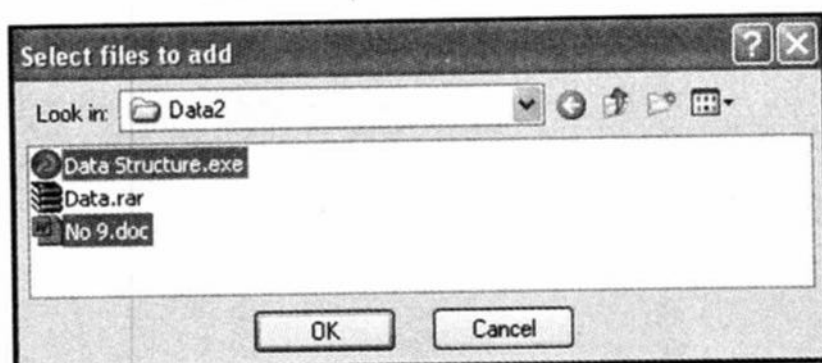 Select files to add
Look in: Data2
Data Structure.exe
Data.rar
No 9.doc
OK Cancel